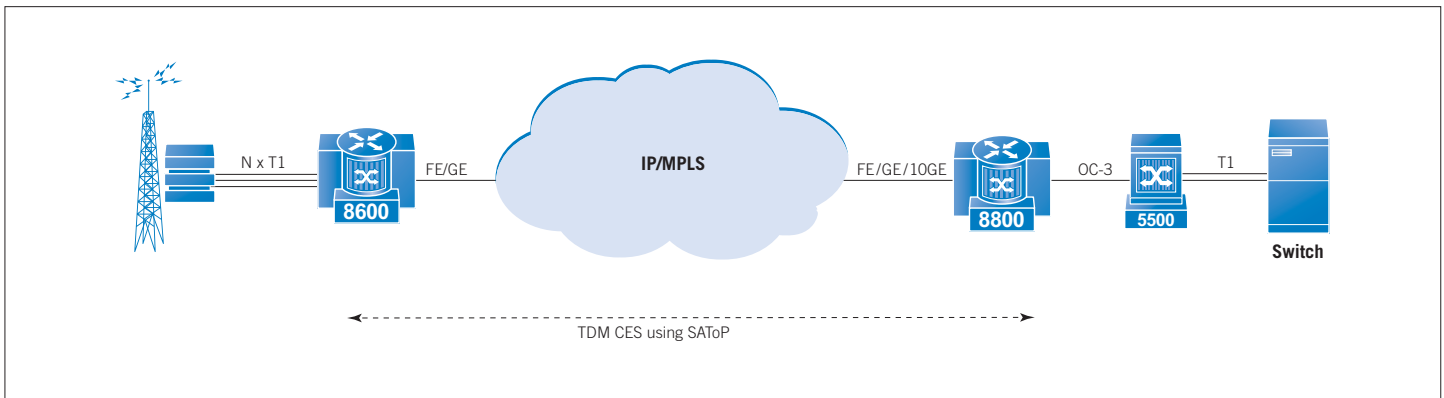 N x T1
8600
FE/GE
IP/MPLS
FE/GE/10GE
8800
OC-3
5500
T1
Switch
TDM CES using SAToP